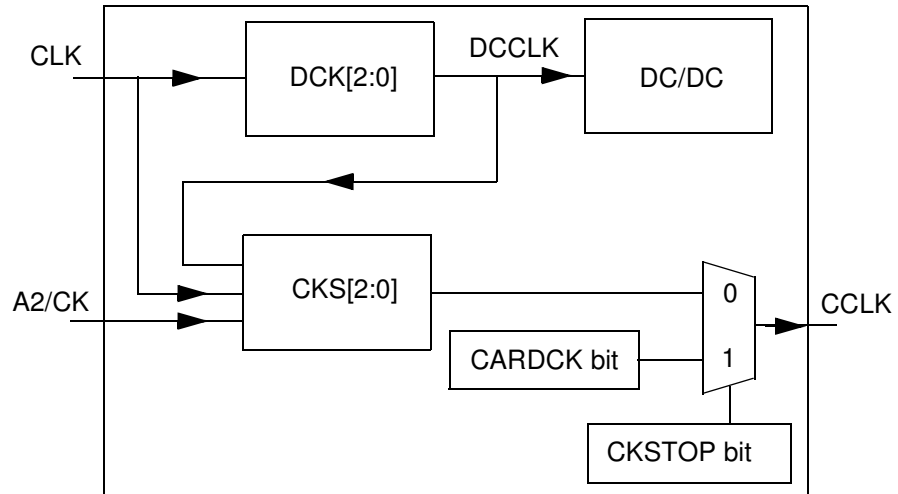 CLK
DCK[2:0]
DCCLK
DC/DC
A2/CK
CKS[2:0]
0
CCLK
CARDCK bit
1
CKSTOP bit